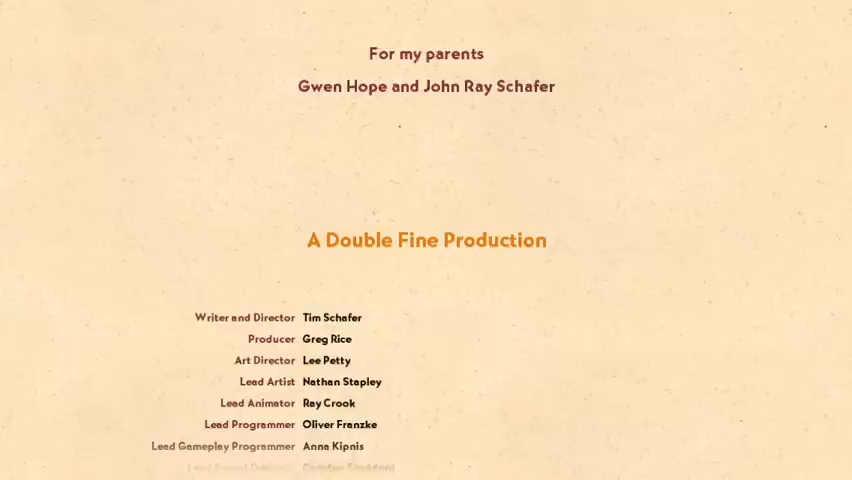 For my parents
Gwen Hope and John Ray Schafer
A Double Fine Production
Writer and Director Tim Schafer
Producer Greg Rice
Art Director Lee Petty
Lead Artist Nathan Stapley
Lead Animator Ray Crook
Lead Programmer Oliver Franzke
Lead Gameplay Programmer Anna Kipnis